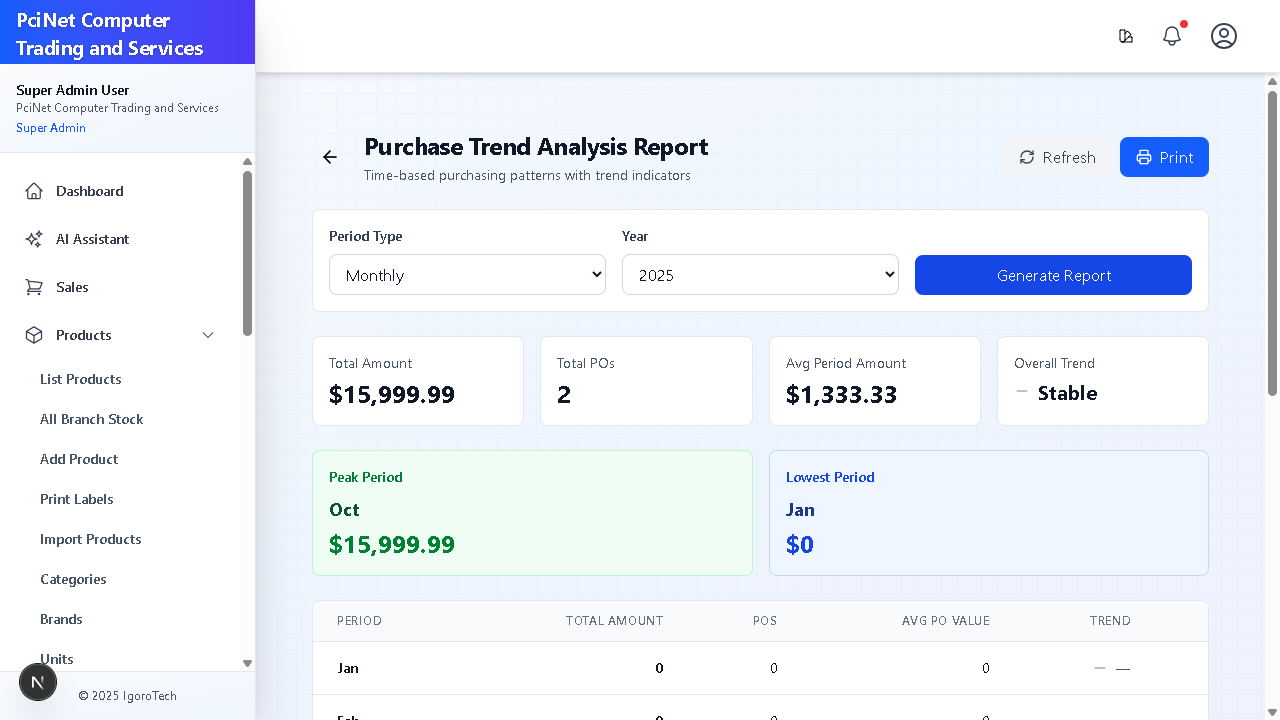 PciNet Computer
Trading and Services
Super Admin User
PciNet Computer Trading and Services
Super Admin
Dashboard
AI Assistant
Sales
Products
List Products
All Branch Stock
Add Product
Print Labels
Import Products
Categories
Brands
Units
N
© 2025 IgoroTech
Purchase Trend Analysis Report
Time-based purchasing patterns with trend indicators
Refresh
Print
Period Type
Year
Monthly
2025
Generate Report
Total Amount
$15,999.99
Total POs
2
Avg Period Amount
$1,333.33
Overall Trend
— Stable
Peak Period
Oct
$15,999.99
Lowest Period
Jan
$0
PERIOD TOTAL AMOUNT POS AVG PO VALUE TREND
Jan 0 0 0 — —
Feb 0 0 0